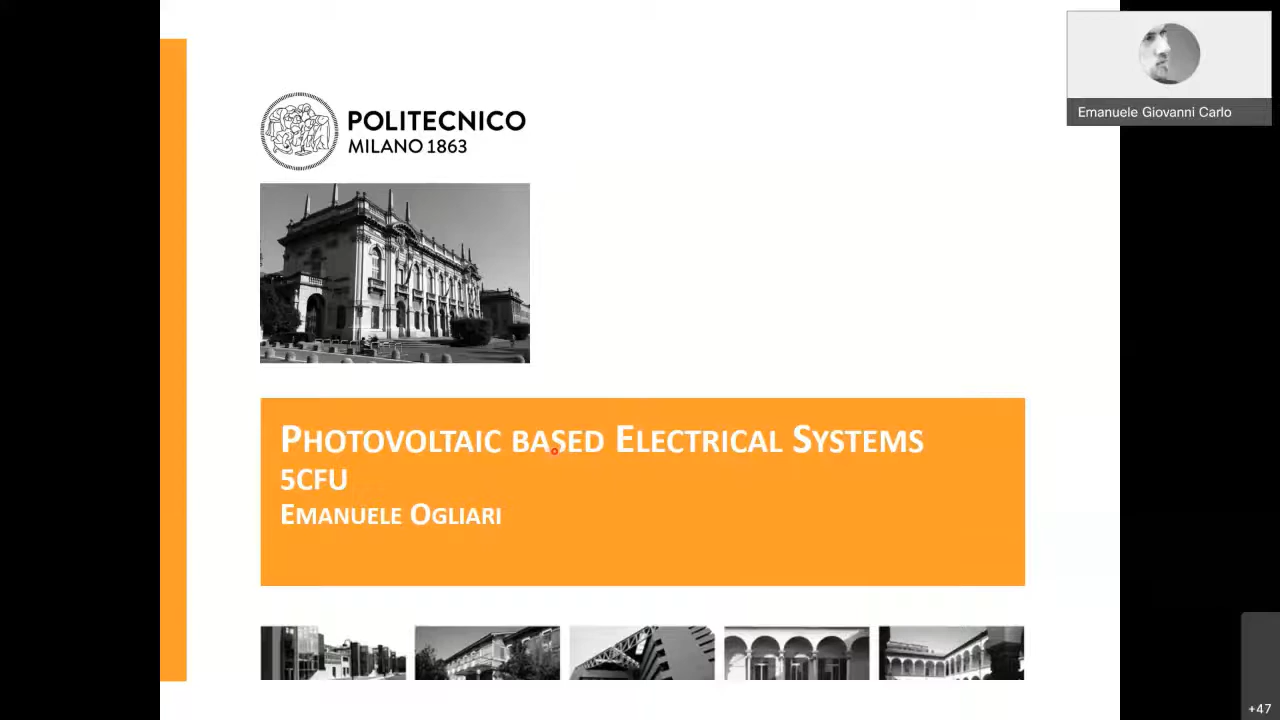 POLITECNICO
MILANO 1863
Emanuele Giovanni Carlo
PHOTOVOLTAIC BASED ELECTRICAL SYSTEMS
5CFU
EMANUELE OGLIARI
+47